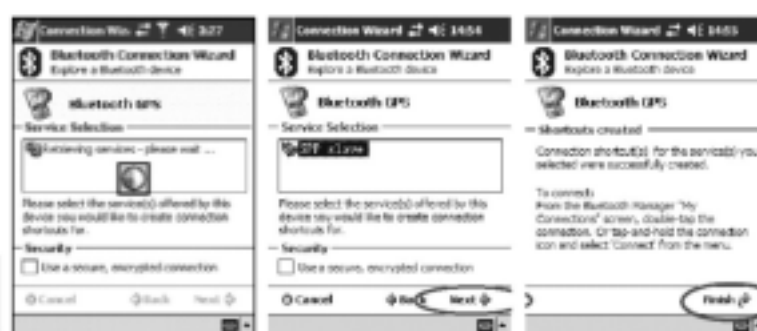 Connection Wiz 3:27
Bluetooth Connection Wizard
Explore a Bluetooth device
Bluetooth GPS
Service Selection
Retrieving services - please wait ...
Please select the service(s) offered by this
device you would like to create connection
shortcuts for.
Security
Use a secure, encrypted connection
Cancel Back Next
Connection Wizard 14:54
Bluetooth Connection Wizard
Explore a Bluetooth device
Bluetooth GPS
Service Selection
SPP slave
Please select the service(s) offered by this
device you would like to create connection
shortcuts for.
Security
Use a secure, encrypted connection
Cancel Back Next
Connection Wizard 14:55
Bluetooth Connection Wizard
Explore a Bluetooth device
Bluetooth GPS
Shortcuts created
Connection shortcut(s) for the service(s) you
selected were successfully created.
To connect:
From the Bluetooth Manager "My
Connections" screen, double-tap the
connection. Or tap-and-hold the connection
icon and select 'Connect' from the menu.
Finish